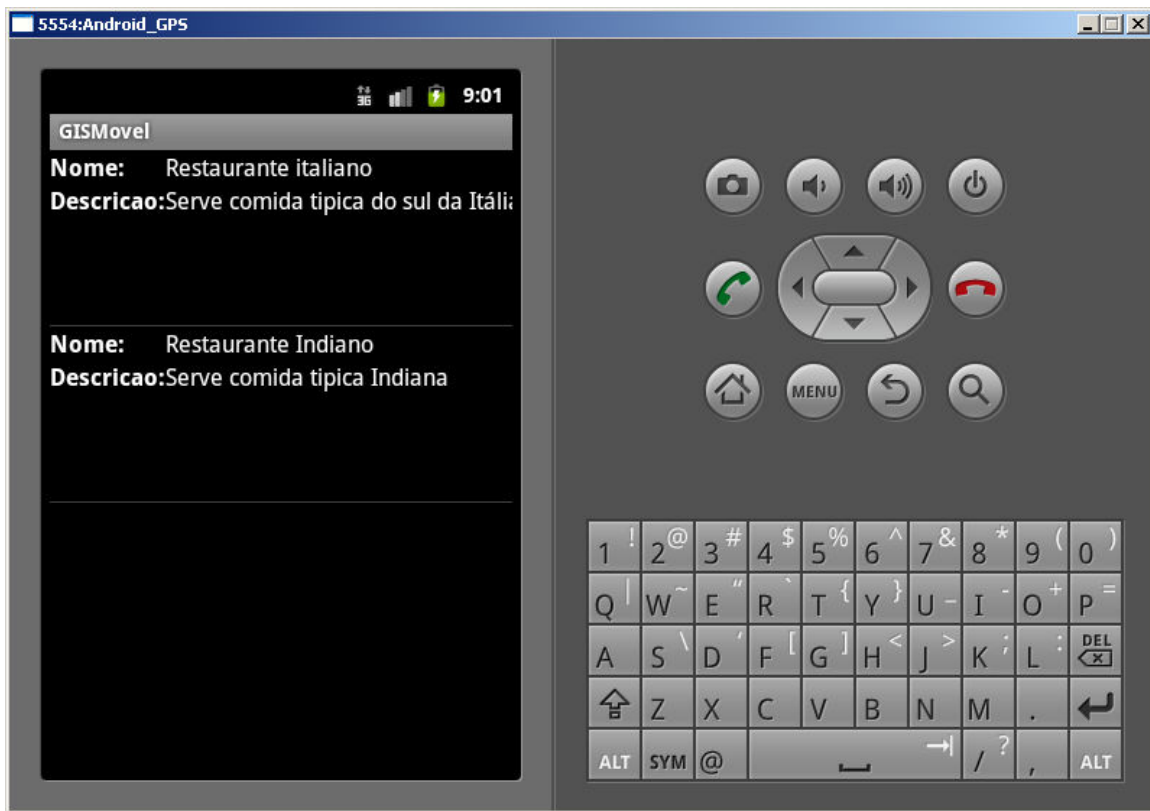 5554:Android_GPS
3G 9:01
GISMovel
Nome: Restaurante italiano
Descricao:Serve comida tipica do sul da Itáli
Nome: Restaurante Indiano
Descricao:Serve comida tipica Indiana
MENU
1 ! 2 @ 3 # 4 $ 5 % 6 ^ 7 & 8 * 9 ( 0 )
Q | W ~ E " R ` T { Y } U _ I - O + P =
A S \ D ' F [ G ] H < J > K ; L : DEL
Z X C V B N M .
ALT SYM @ / ? , ALT